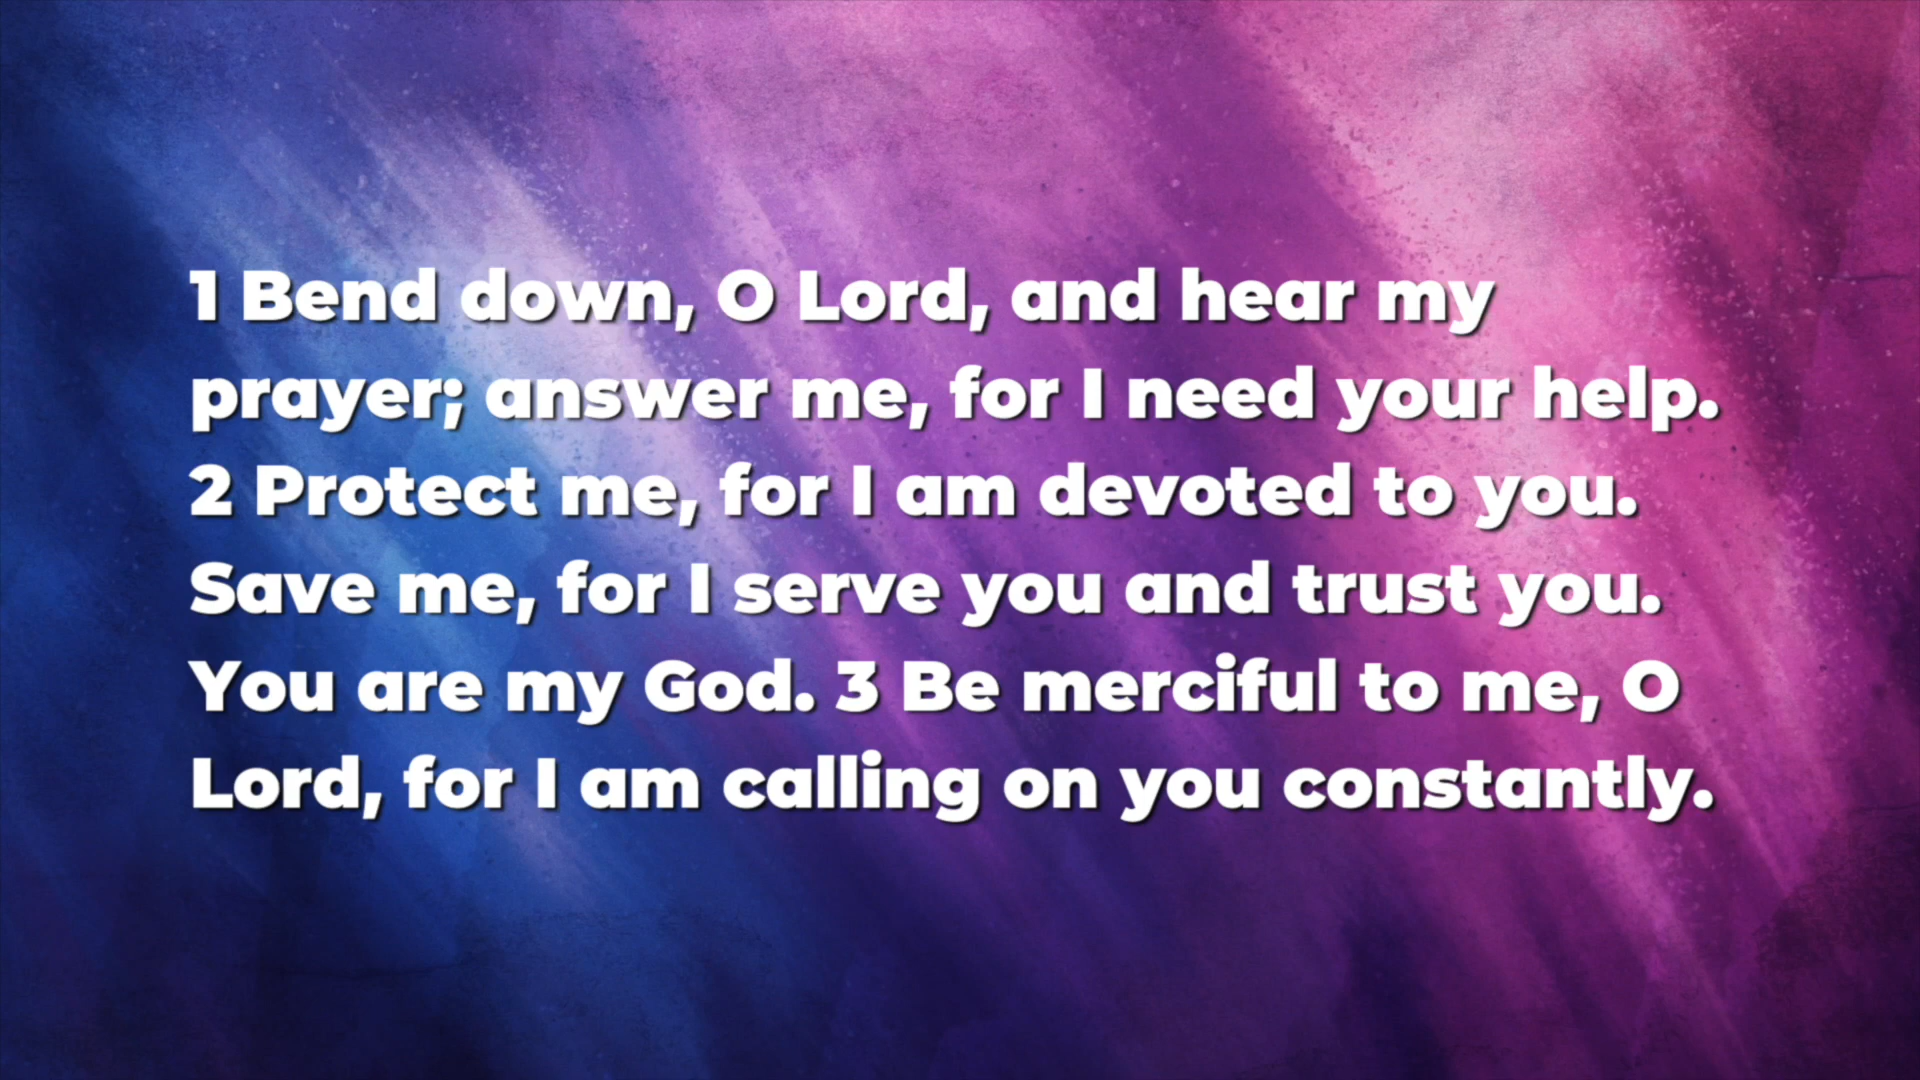 1 Bend down, O Lord, and hear my
prayer; answer me, for I need your help.
2 Protect me, for I am devoted to you.
Save me, for I serve you and trust you.
You are my God. 3 Be merciful to me, O
Lord, for I am calling on you constantly.